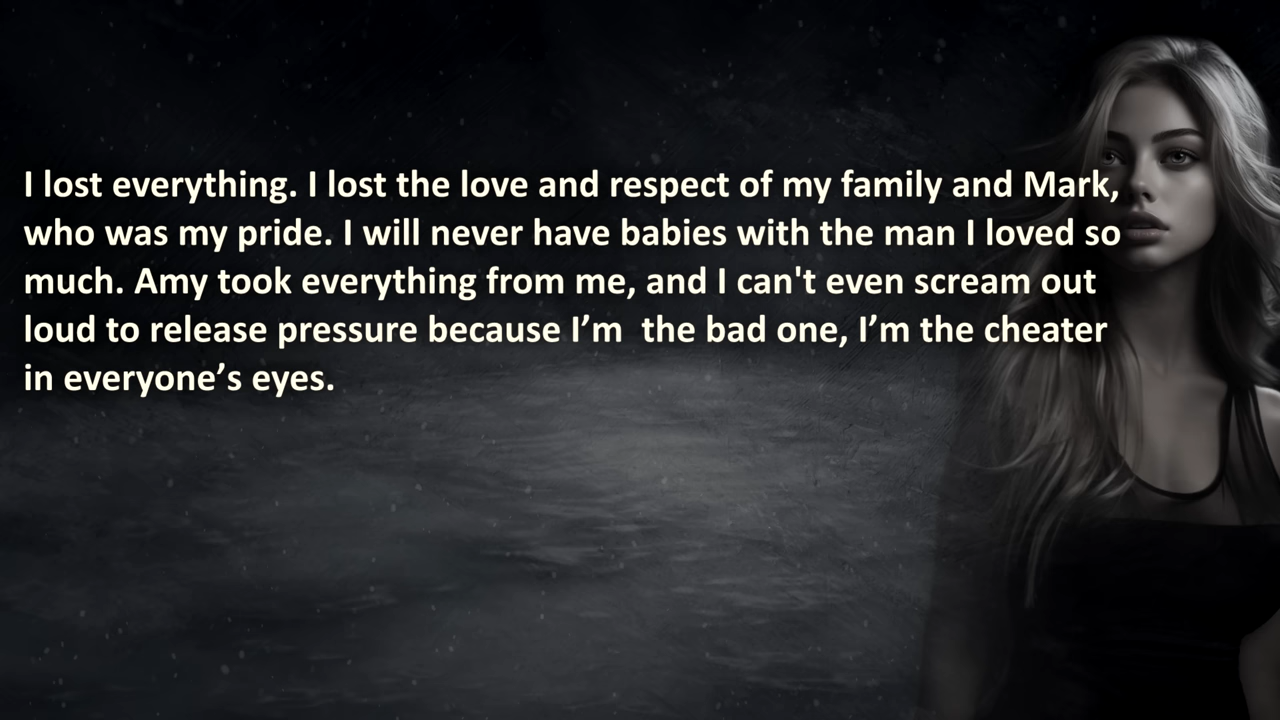 I lost everything. I lost the love and respect of my family and Mark,
who was my pride. I will never have babies with the man I loved so
much. Amy took everything from me, and I can't even scream out
loud to release pressure because I’m  the bad one, I’m the cheater
in everyone’s eyes.